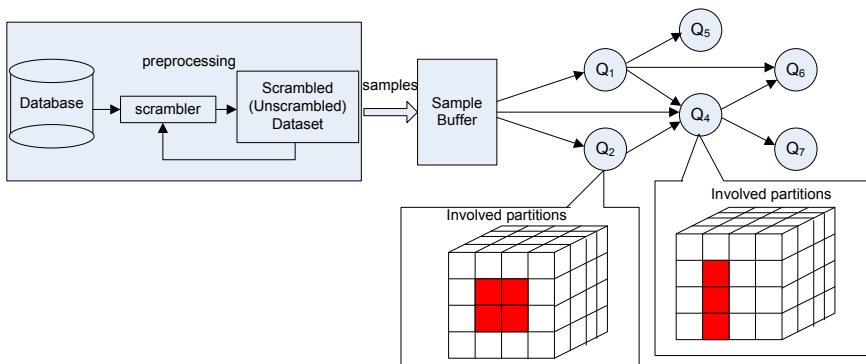 preprocessing
Database
scrambler
Scrambled
(Unscrambled)
Dataset
samples
Sample
Buffer
Q1
Q2
Q5
Q4
Q6
Q7
Involved partitions
Involved partitions